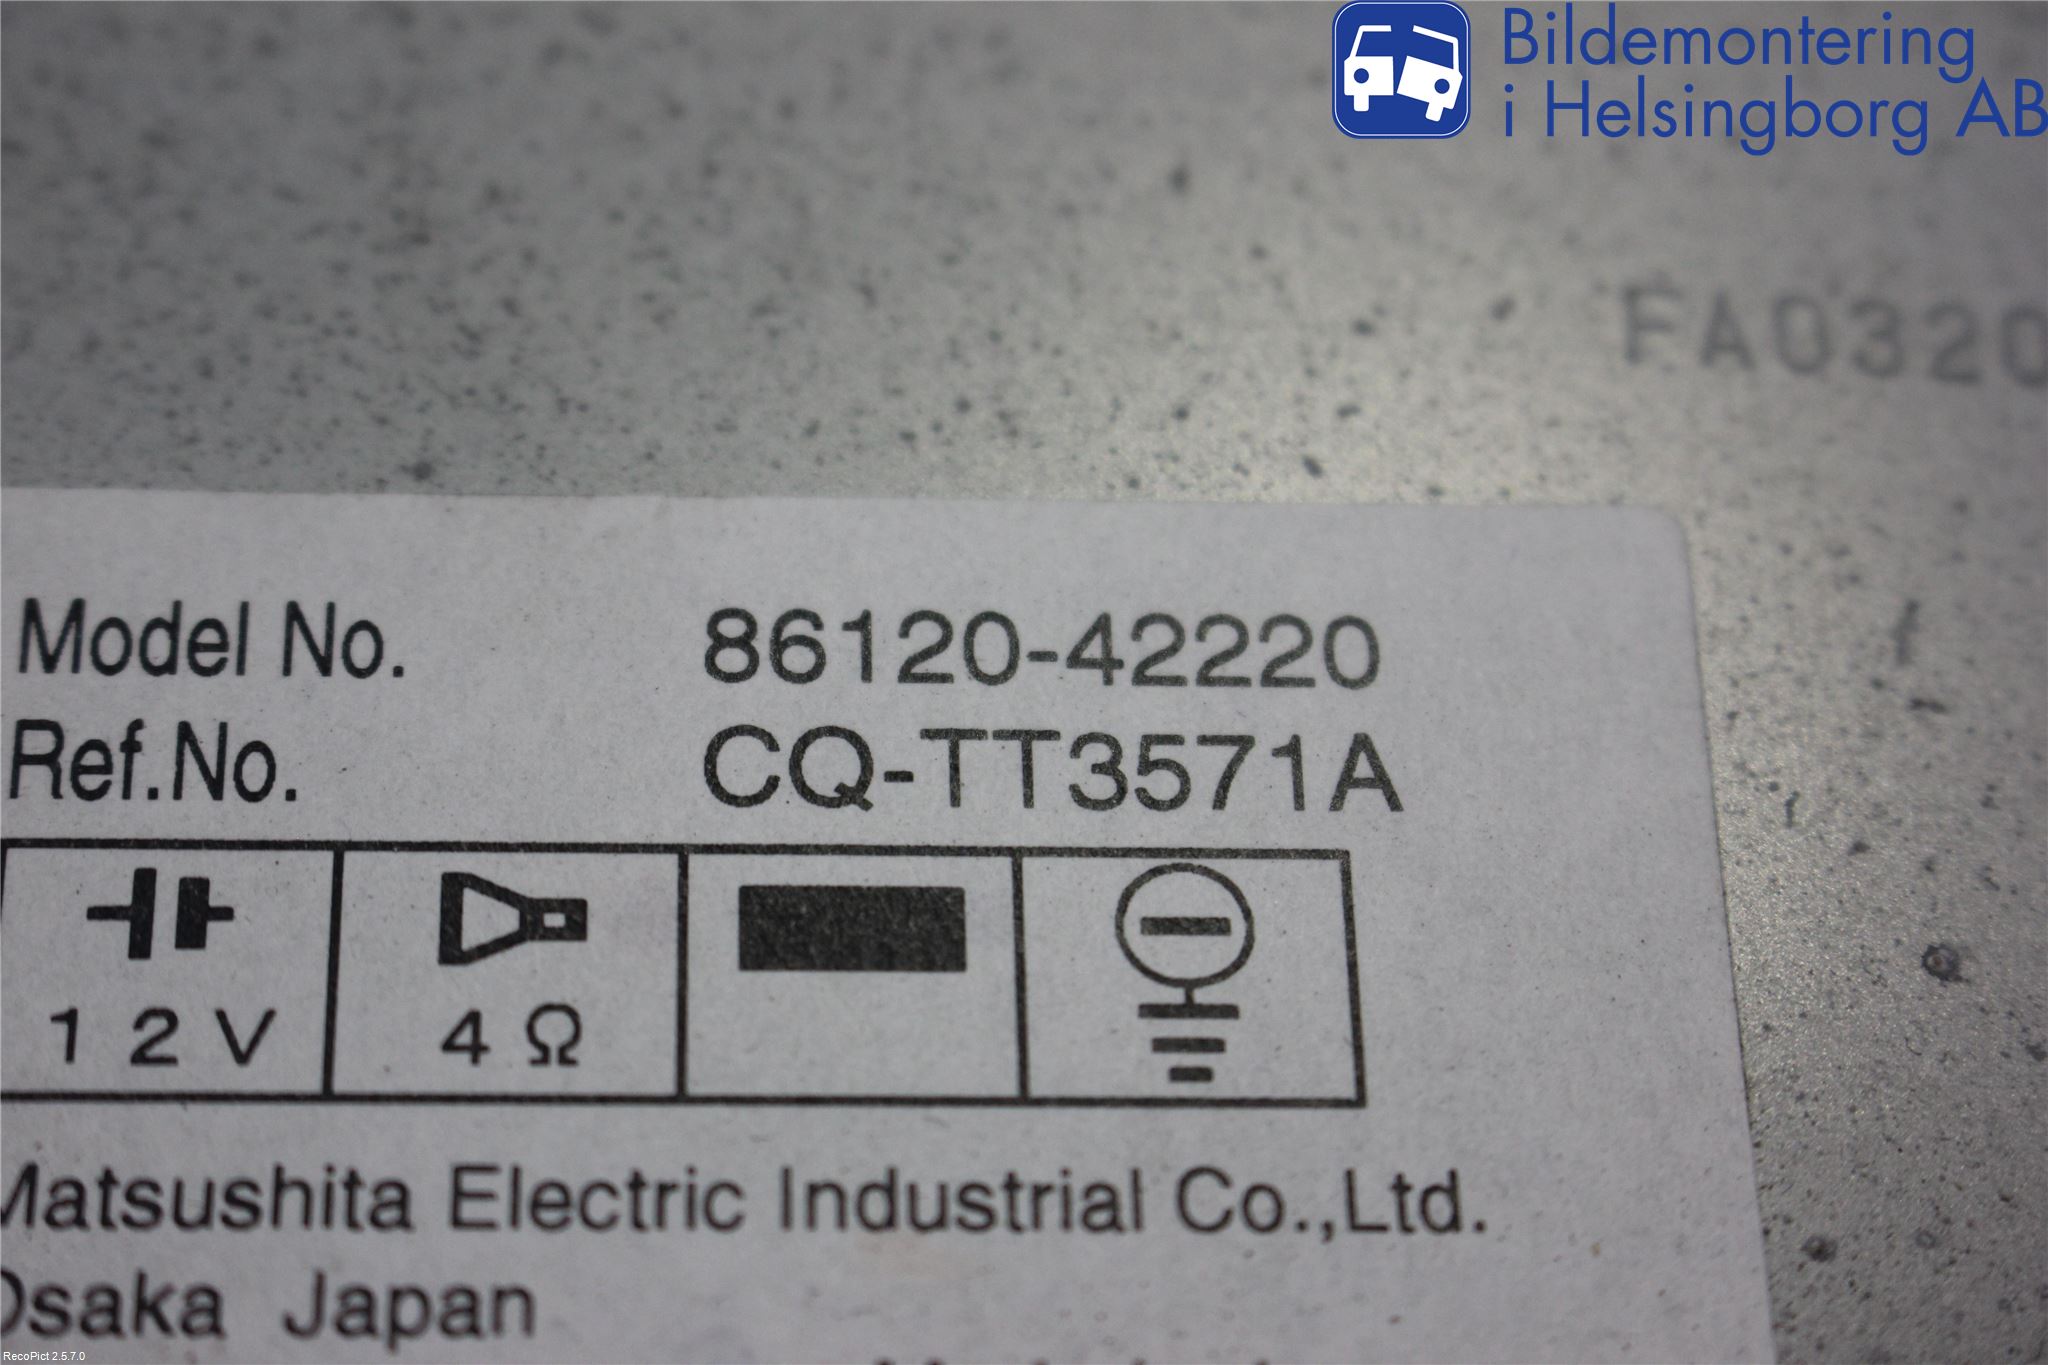 Bildemontering
i Helsingborg AB
FA0320
Model No. 86120-42220
Ref.No. CQ-TT3571A
12V 4Ω
Matsushita Electric Industrial Co.,Ltd.
Osaka Japan
RecoPict 2.5.7.0